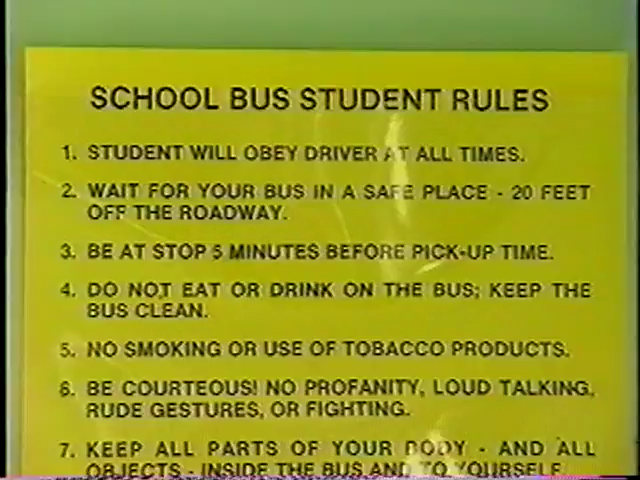 SCHOOL BUS STUDENT RULES
1. STUDENT WILL OBEY DRIVER AT ALL TIMES.
2. WAIT FOR YOUR BUS IN A SAFE PLACE - 20 FEET
OFF THE ROADWAY.
3. BE AT STOP 5 MINUTES BEFORE PICK-UP TIME.
4. DO NOT EAT OR DRINK ON THE BUS; KEEP THE
BUS CLEAN.
5. NO SMOKING OR USE OF TOBACCO PRODUCTS.
6. BE COURTEOUS! NO PROFANITY, LOUD TALKING,
RUDE GESTURES, OR FIGHTING.
7. KEEP ALL PARTS OF YOUR BODY - AND ALL
OBJECTS - INSIDE THE BUS AND TO YOURSELF.